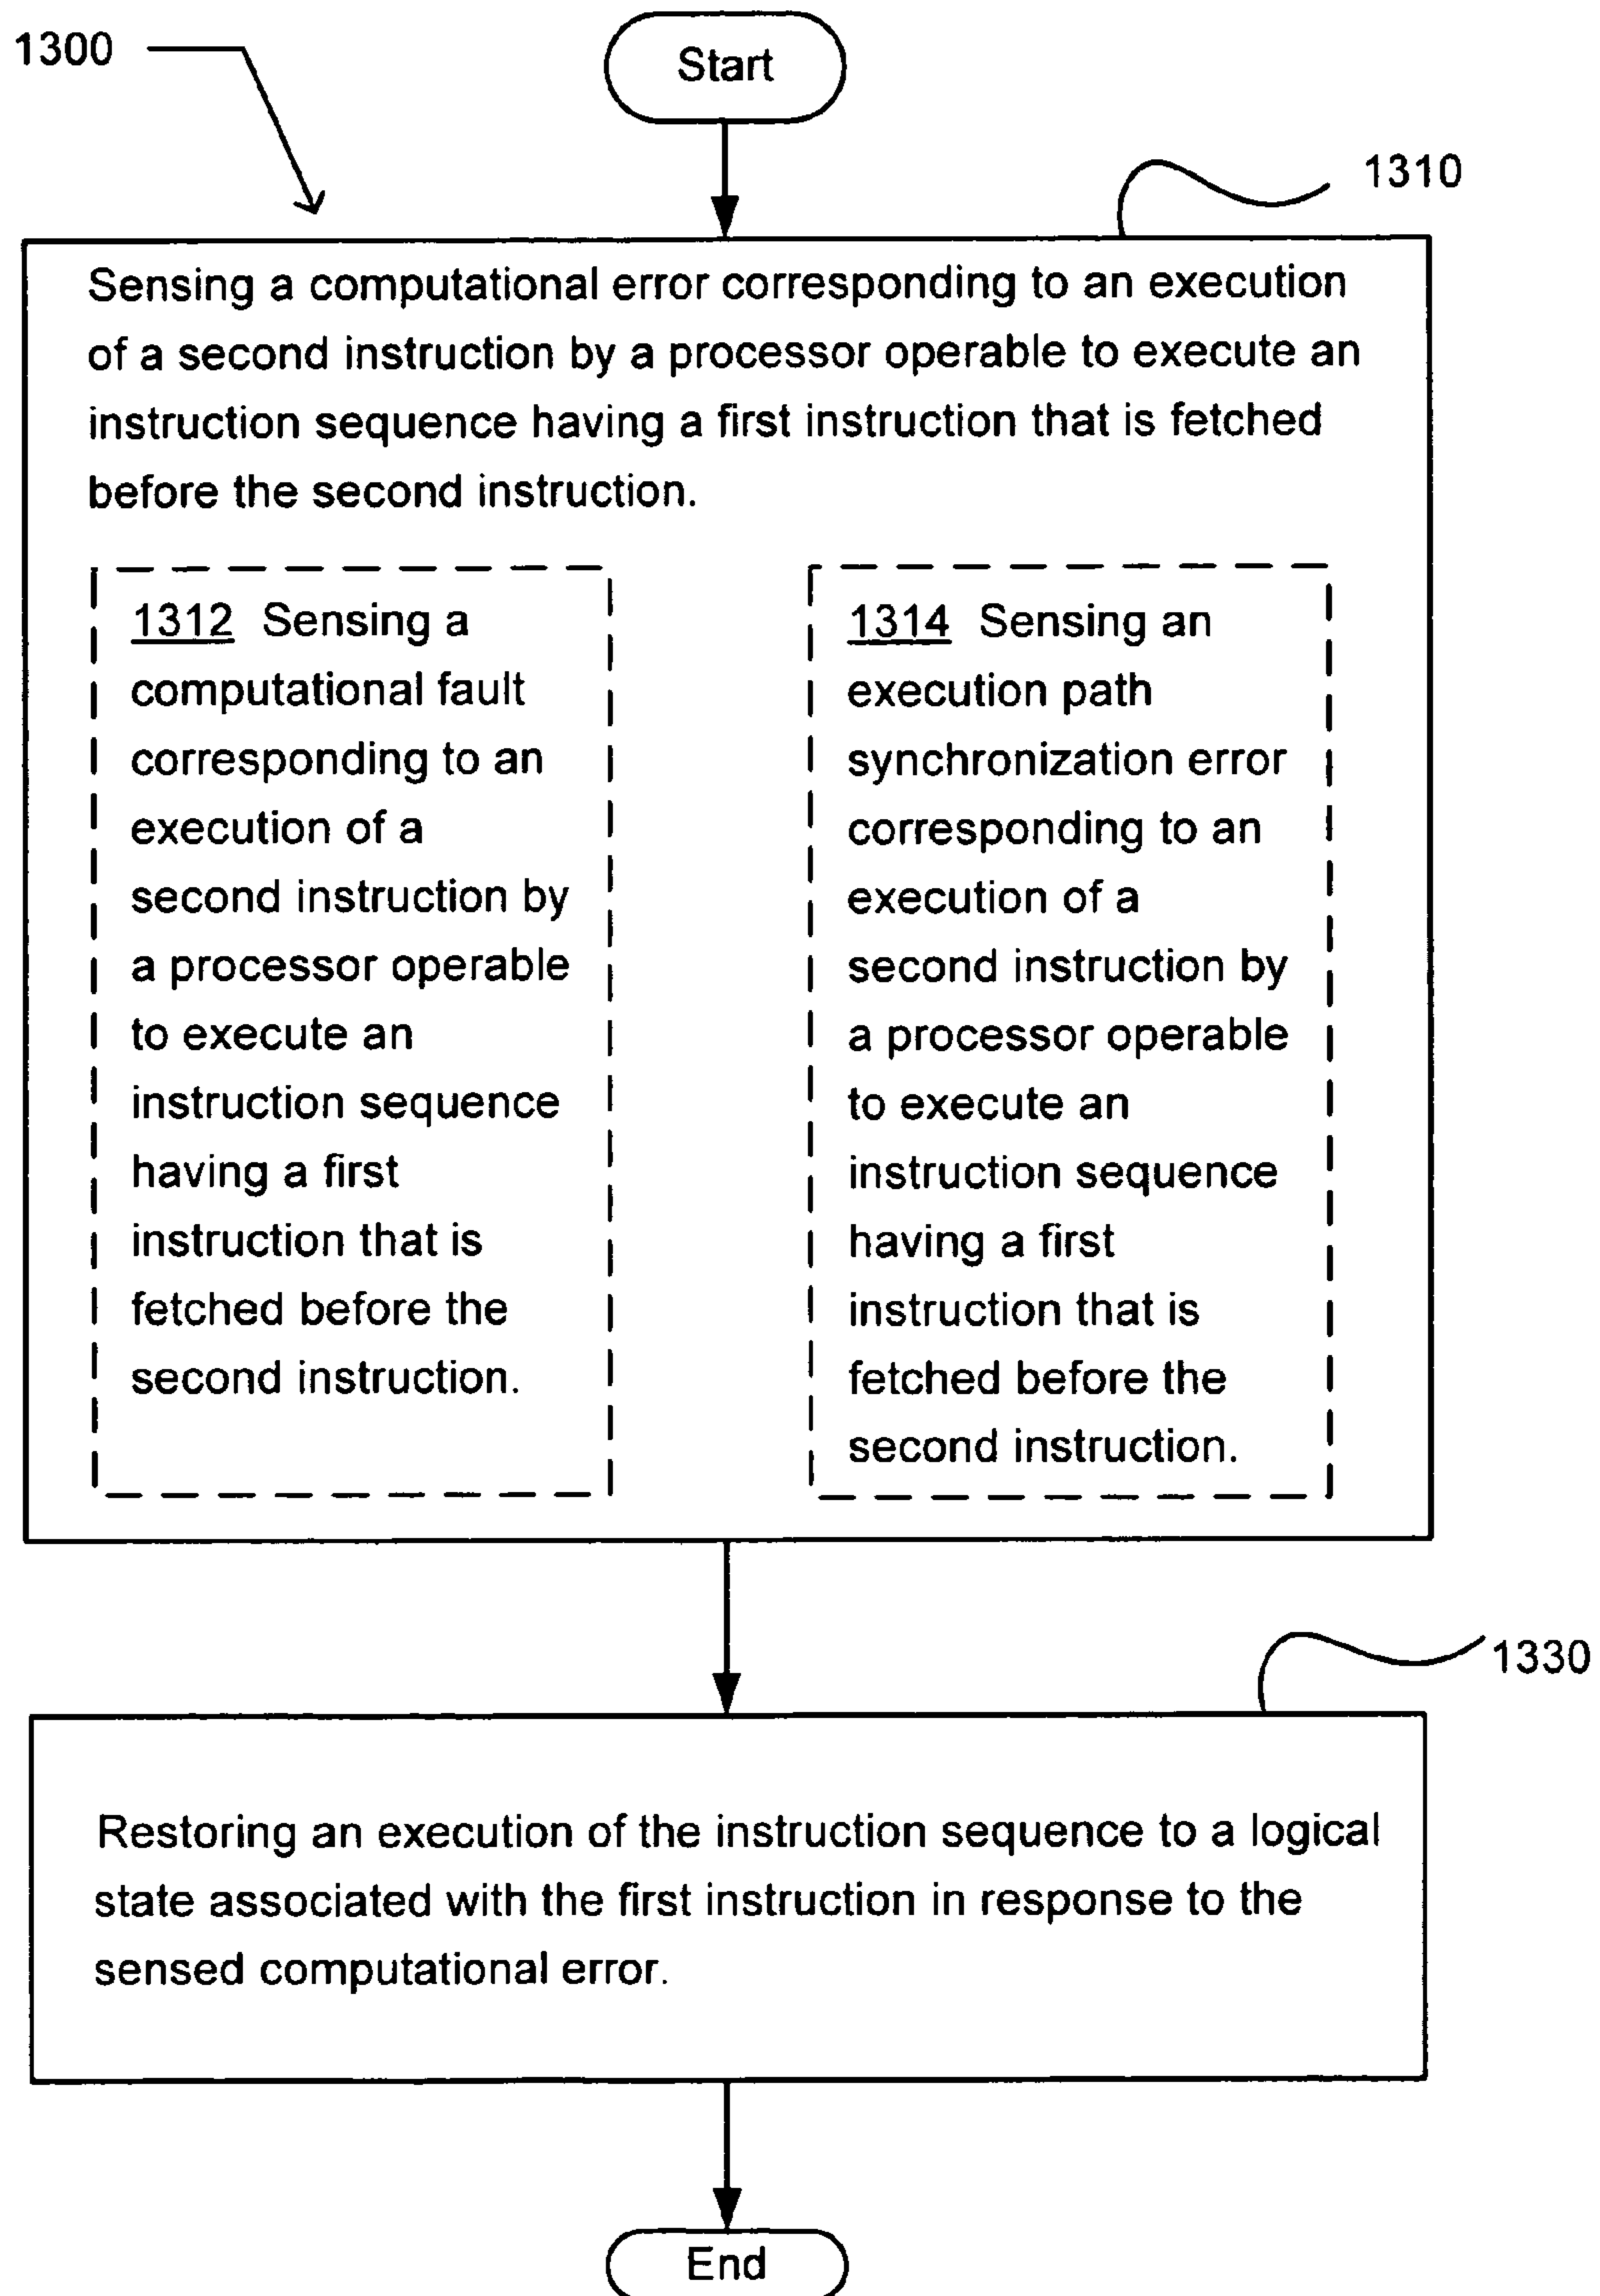 1300
Start
1310
Sensing a computational error corresponding to an execution
of a second instruction by a processor operable to execute an
instruction sequence having a first instruction that is fetched
before the second instruction.
1312 Sensing a
computational fault
corresponding to an
execution of a
second instruction by
a processor operable
to execute an
instruction sequence
having a first
instruction that is
fetched before the
second instruction.
1314 Sensing an
execution path
synchronization error
corresponding to an
execution of a
second instruction by
a processor operable
to execute an
instruction sequence
having a first
instruction that is
fetched before the
second instruction.
1330
Restoring an execution of the instruction sequence to a logical
state associated with the first instruction in response to the
sensed computational error.
End